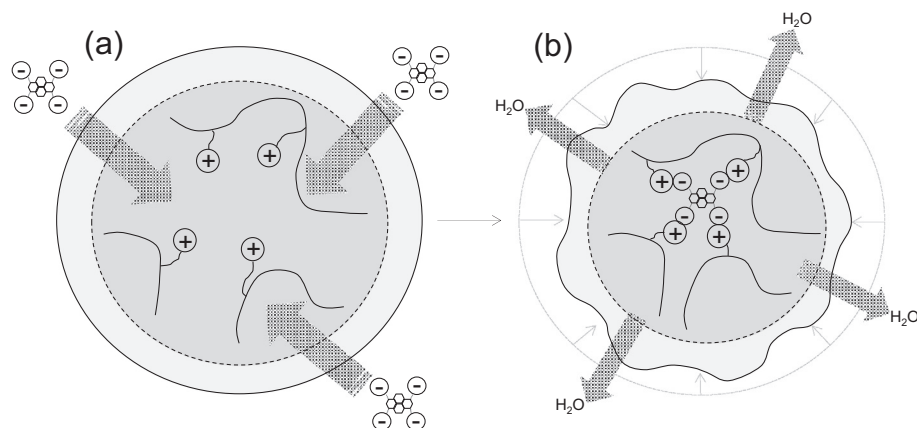 (a)
(b)
H₂O
H₂O
H₂O
H₂O
- - - -
- - - -
- - - -
+ +
+ +
+ - - +
- -
+ +